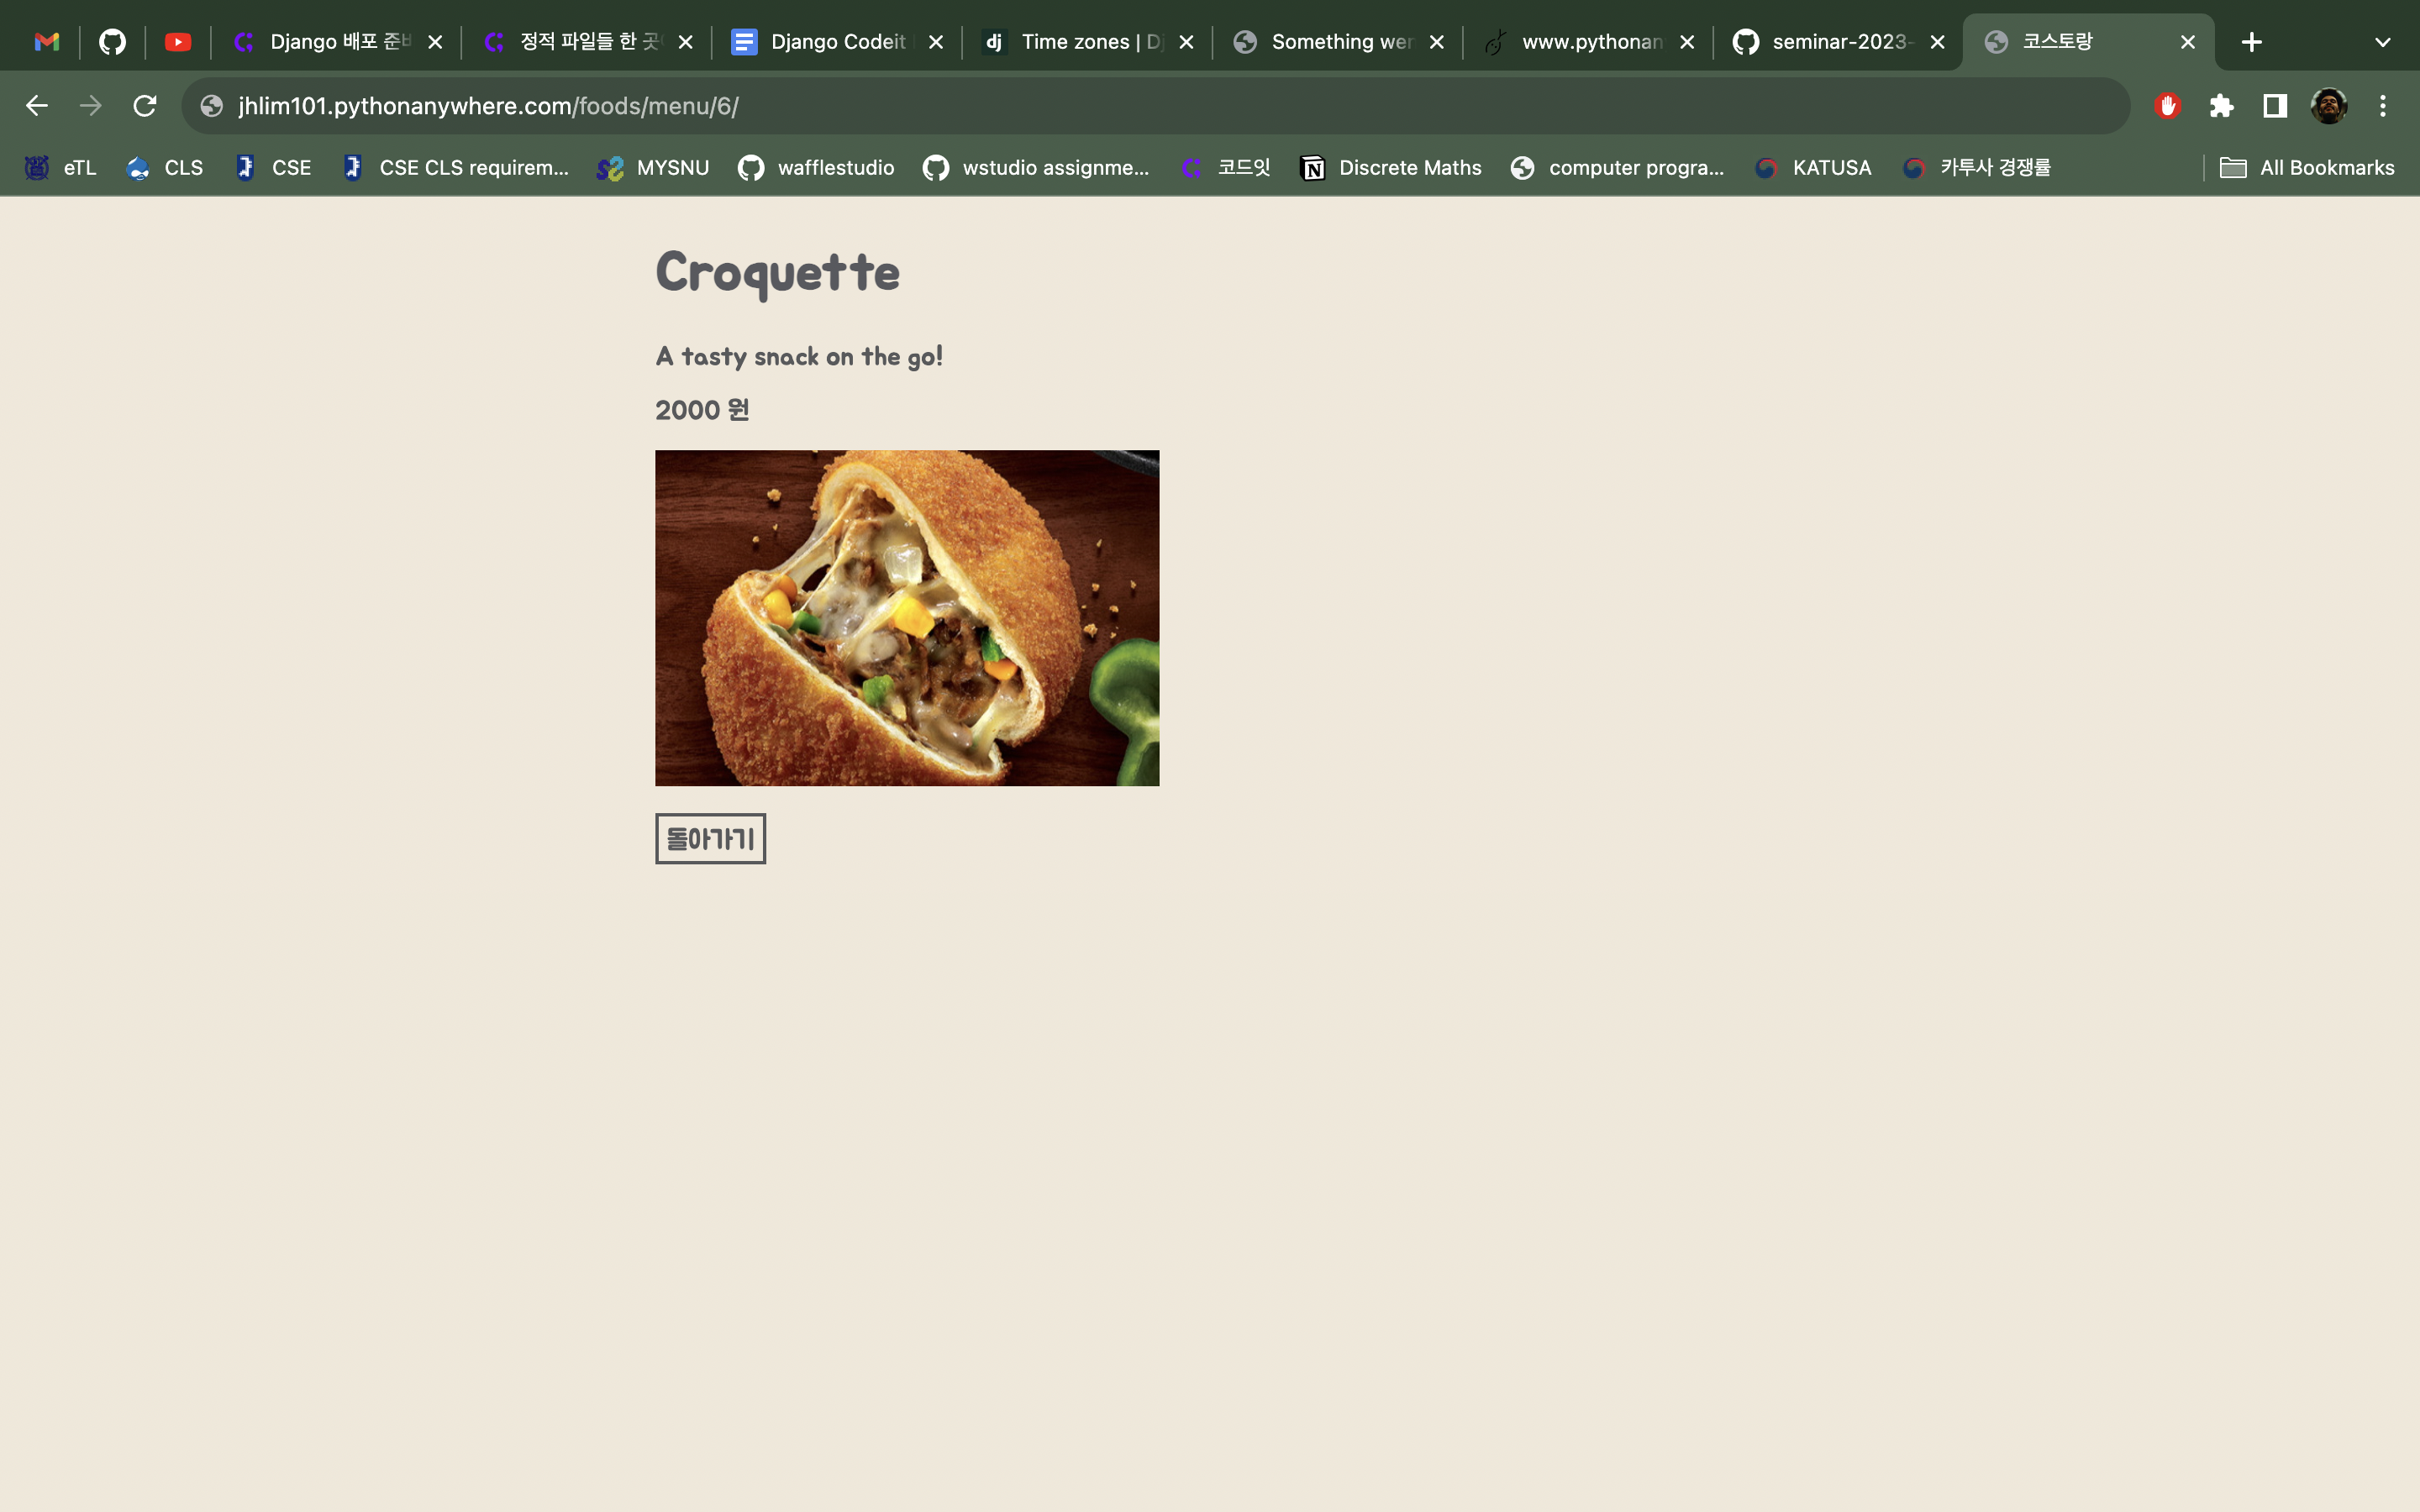 Django 배포 준
정적 파일들 한 곳
Django Codeit
dj Time zones | Dj
Something wer
www.pythonan
seminar-2023-
코스토랑
jhlim101.pythonanywhere.com/foods/menu/6/
eTL
CLS
CSE
CSE CLS requirem...
MYSNU
wafflestudio
wstudio assignme...
코드잇
Discrete Maths
computer progra...
KATUSA
카투사 경쟁률
All Bookmarks
Croquette
A tasty snack on the go!
2000 원
돌아가기